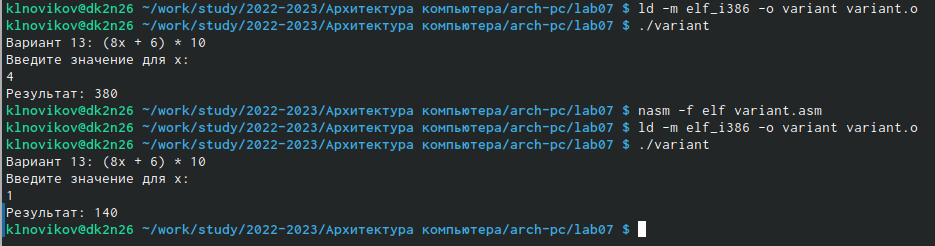 klnovikov@dk2n26 ~/work/study/2022-2023/Архитектура компьютера/arch-pc/lab07 $ ld -m elf_i386 -o variant variant.o
klnovikov@dk2n26 ~/work/study/2022-2023/Архитектура компьютера/arch-pc/lab07 $ ./variant
Вариант 13: (8x + 6) * 10
Введите значение для x:
4
Результат: 380
klnovikov@dk2n26 ~/work/study/2022-2023/Архитектура компьютера/arch-pc/lab07 $ nasm -f elf variant.asm
klnovikov@dk2n26 ~/work/study/2022-2023/Архитектура компьютера/arch-pc/lab07 $ ld -m elf_i386 -o variant variant.o
klnovikov@dk2n26 ~/work/study/2022-2023/Архитектура компьютера/arch-pc/lab07 $ ./variant
Вариант 13: (8x + 6) * 10
Введите значение для x:
1
Результат: 140
klnovikov@dk2n26 ~/work/study/2022-2023/Архитектура компьютера/arch-pc/lab07 $